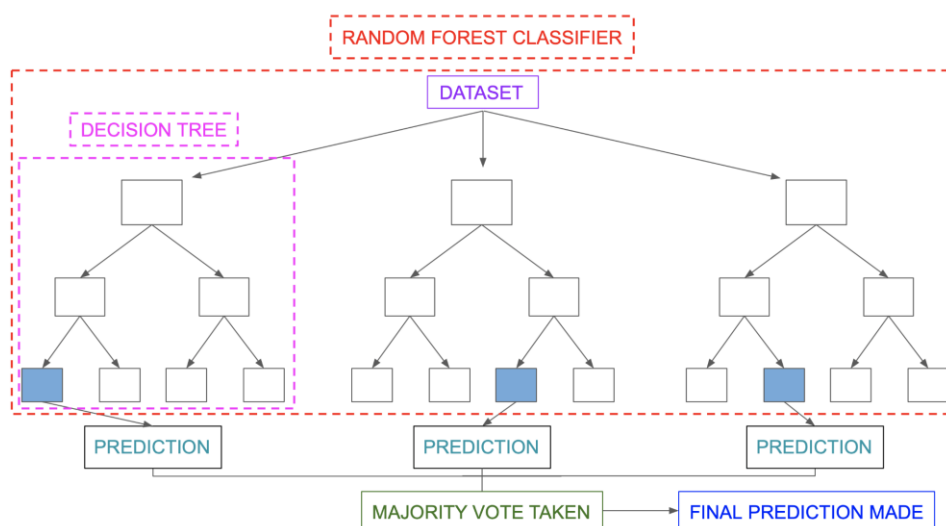 RANDOM FOREST CLASSIFIER
DATASET
DECISION TREE
PREDICTION
PREDICTION
PREDICTION
MAJORITY VOTE TAKEN
FINAL PREDICTION MADE